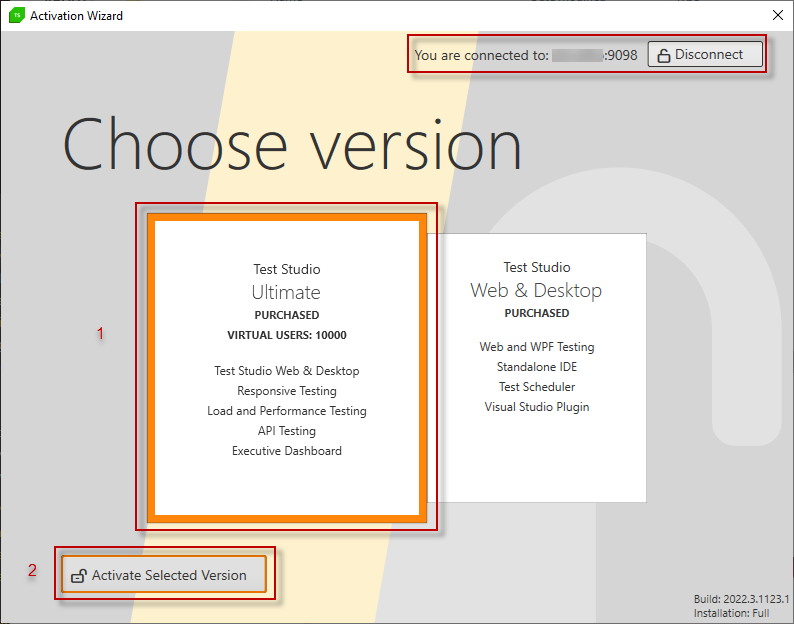 TS Activation Wizard
You are connected to: :9098 Disconnect
Choose version
1
Test Studio
Ultimate
PURCHASED
VIRTUAL USERS: 10000
Test Studio Web & Desktop
Responsive Testing
Load and Performance Testing
API Testing
Executive Dashboard
Test Studio
Web & Desktop
PURCHASED
Web and WPF Testing
Standalone IDE
Test Scheduler
Visual Studio Plugin
2
Activate Selected Version
Build: 2022.3.1123.1
Installation: Full